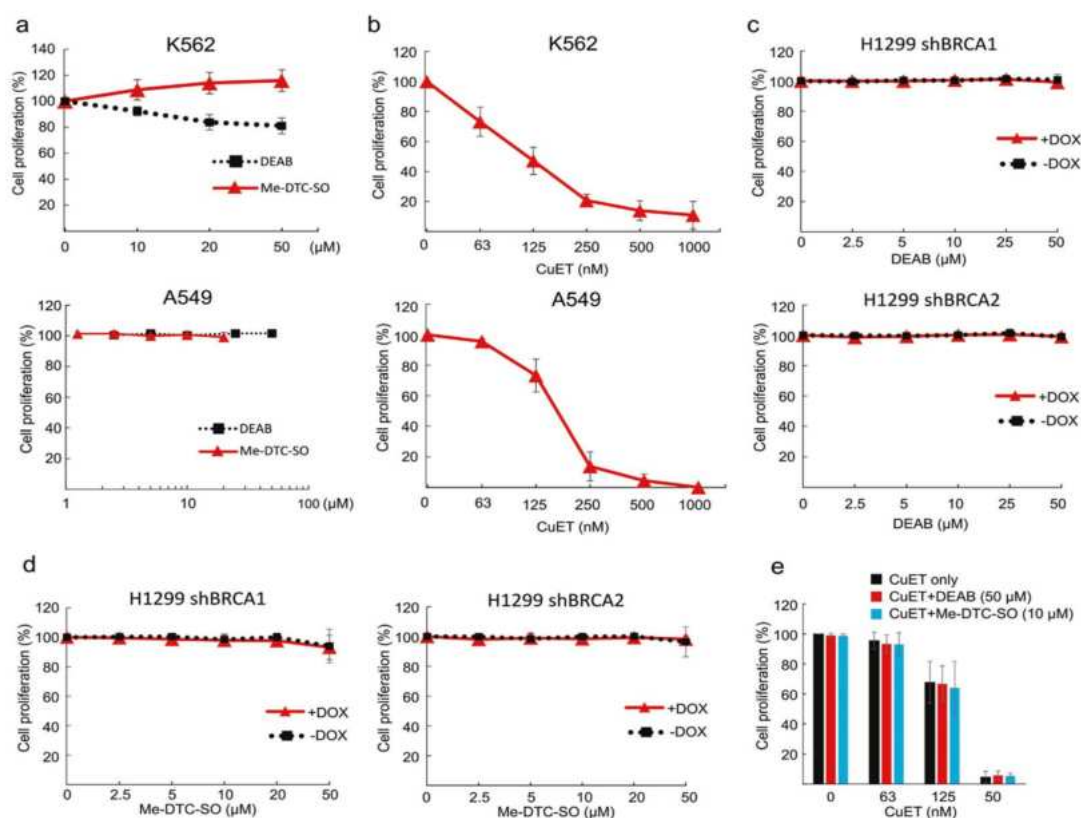 a
K562
Cell proliferation (%)
140
120
100
80
60
40
20
0 10 20 50 (µM)
DEAB
Me-DTC-SO
A549
Cell proliferation (%)
120
100
80
60
40
20
1 10 100 (µM)
DEAB
Me-DTC-SO
b
K562
Cell proliferation (%)
120
100
80
60
40
20
0 63 125 250 500 1000
CuET (nM)
A549
Cell proliferation (%)
120
100
80
60
40
20
0 63 125 250 500 1000
CuET (nM)
c
H1299 shBRCA1
Cell proliferation (%)
120
100
80
60
40
20
+DOX
-DOX
0 2.5 5 10 25 50
DEAB (µM)
H1299 shBRCA2
Cell proliferation (%)
120
100
80
60
40
20
+DOX
-DOX
0 2.5 5 10 25 50
DEAB (µM)
d
H1299 shBRCA1
Cell proliferation (%)
120
100
80
60
40
20
+DOX
-DOX
0 2.5 5 10 20 50
Me-DTC-SO (µM)
H1299 shBRCA2
Cell proliferation (%)
120
100
80
60
40
20
+DOX
-DOX
0 2.5 5 10 20 50
Me-DTC-SO (µM)
e
CuET only
CuET+DEAB (50 µM)
CuET+Me-DTC-SO (10 µM)
Cell proliferation (%)
120
100
80
60
40
20
0 63 125 50
CuET (nM)